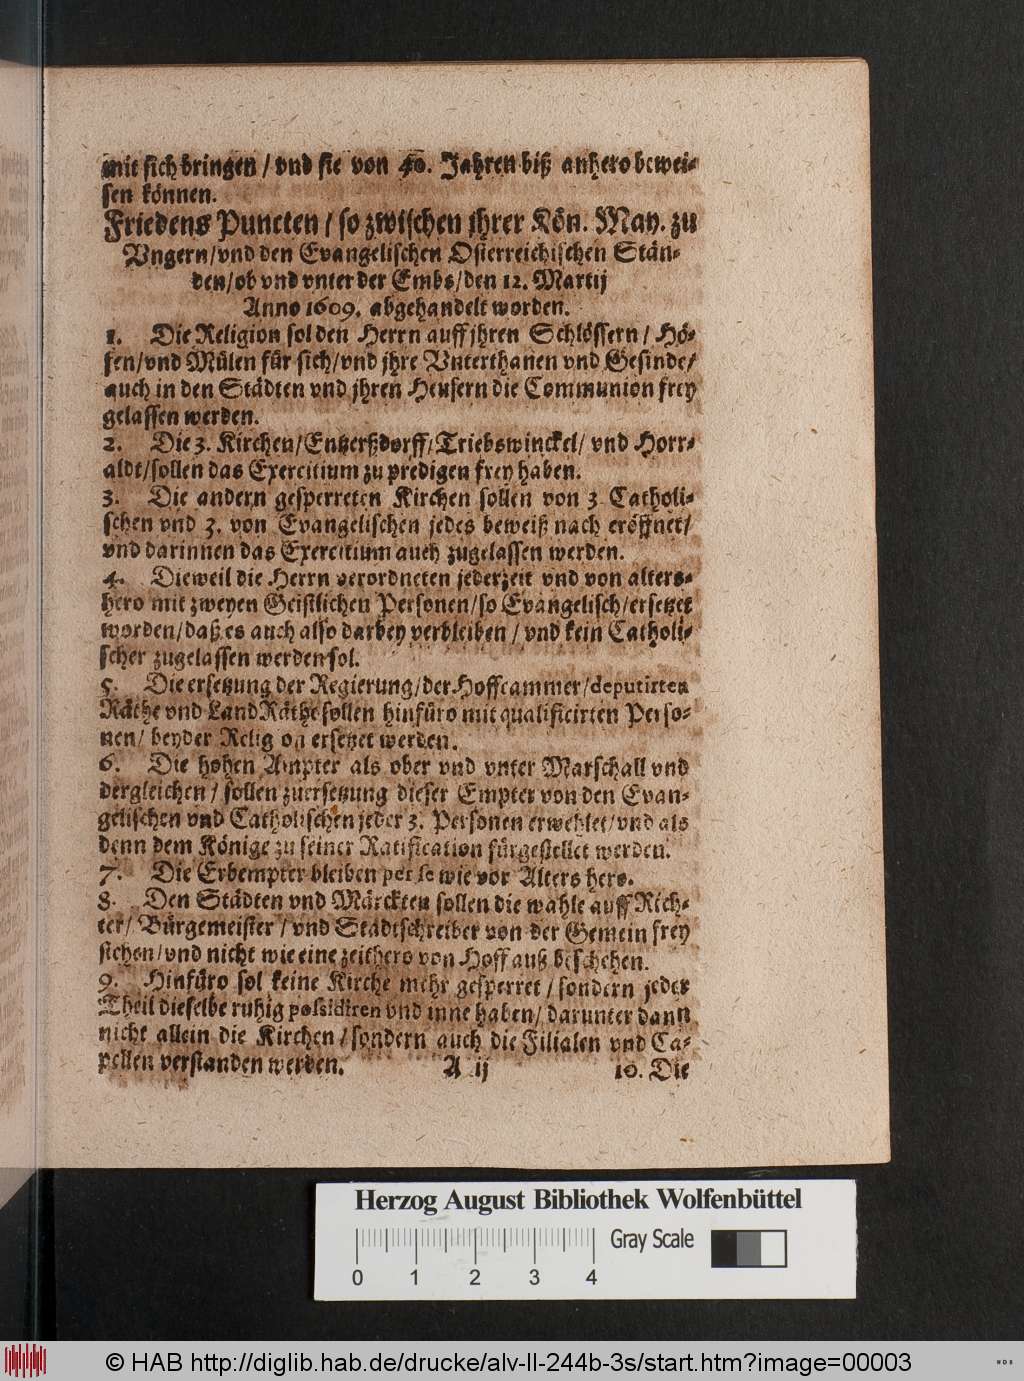 mit sich bringen / vnd sie von 40. Jahren biß anhero bewei-
sen können.
Friedens Puncten / so zwischen jhrer Kön. May. zu
Vngern/vnd den Evangelischen Osterreichischen Stän-
den/ob vnd vnter der Embs/den 12. Martij
Anno 1609. abgehandelt worden.
1. Die Religion sol den Herrn auff jhren Schlössern / Hö-
fen/vnd Mülen für sich/vnd jhre Vnterthanen vnd Gesinde/
auch in den Städten vnd jhren Heusern die Communion frey
gelassen werden.
2. Die 3. Kirchen/Entzerßdorff/Triebswinckel/ vnd Horr-
aldt/sollen das Exercitium zu predigen frey haben.
3. Die andern gesperreten Kirchen sollen von 3. Catholi-
schen vnd 3. von Evangelischen jedes beweiß nach eröffnet/
vnd darinnen das Exercitium auch zugelassen werden.
4. Dieweil die Herrn verordneten jederzeit vnd von alters-
hero mit zweyen Geistlichen Personen/so Evangelisch/ersetzet
worden/daß es auch also darbey verbleiben / vnd kein Catholi-
scher zugelassen werden sol.
5. Die ersetzung der Regierung/der Hoffcammer/deputirten
Räthe vnd LandRäthe sollen hinfüro mit qualificirten Perso-
nen/ beyder Religion ersetzet werden.
6. Die hohen Ampter als ober vnd vnter Marschall vnd
dergleichen / sollen zuersetzung dieser Empter von den Evan-
gelischen vnd Catholischen jeder 3. Personen erwehlet/vnd als
denn dem Könige zu seiner Ratification fürgestellet werden.
7. Die Erbempter bleiben per se wie vor Alters hero.
8. Den Städten vnd Märckten sollen die wahle auff Rich-
ter/ Bürgemeister / vnd Stadtschreiber von der Gemein frey
stehen/vnd nicht wie eine zeithero von Hoff auß beschehen.
9. Hinfüro sol keine Kirche mehr gesperret / sondern jeder
Theil dieselbe ruhig possidiren vnd inne haben/ darunter dann
nicht allein die Kirchen / sondern auch die Filialen vnd Ca-
pellen verstanden werden. A ij 10. Die
Herzog August Bibliothek Wolfenbüttel
Gray Scale
0 1 2 3 4
© HAB http://diglib.hab.de/drucke/alv-ll-244b-3s/start.htm?image=00003